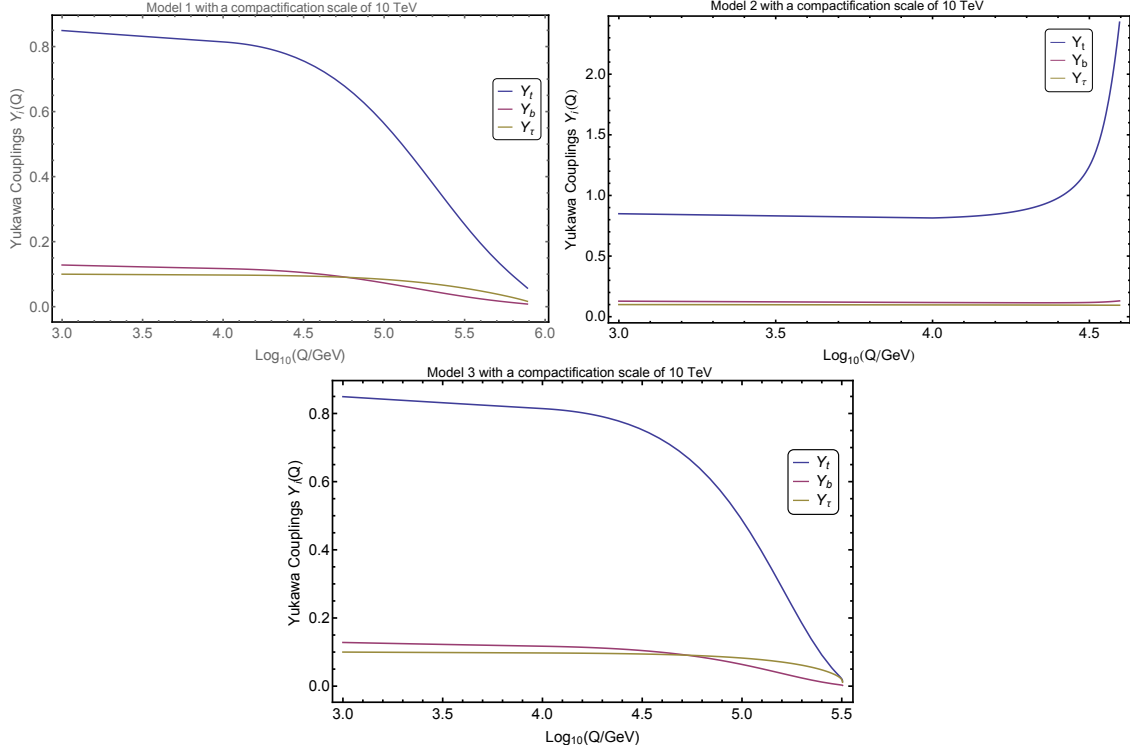 Model 1 with a compactification scale of 10 TeV
Yukawa Couplings Y_i(Q)
0.8
0.6
0.4
0.2
0.0
Y_t
Y_b
Y_τ
3.0 3.5 4.0 4.5 5.0 5.5 6.0
Log_10(Q/GeV)
Model 2 with a compactification scale of 10 TeV
Yukawa Couplings Y_i(Q)
2.0
1.5
1.0
0.5
0.0
Y_t
Y_b
Y_τ
3.0 3.5 4.0 4.5
Log_10(Q/GeV)
Model 3 with a compactification scale of 10 TeV
Yukawa Couplings Y_i(Q)
0.8
0.6
0.4
0.2
0.0
Y_t
Y_b
Y_τ
3.0 3.5 4.0 4.5 5.0 5.5
Log_10(Q/GeV)